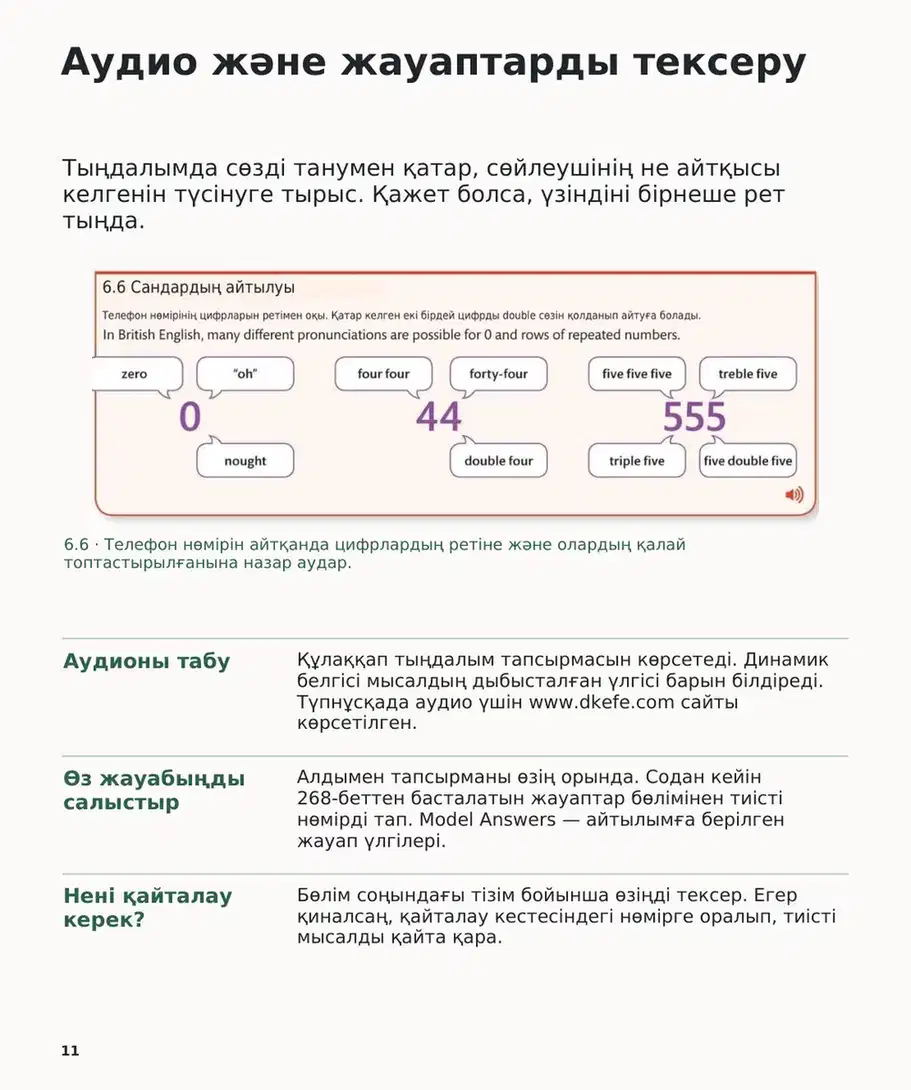 Аудио және жауаптарды тексеру
Тыңдалымда сөзді танумен қатар, сөйлеушінің не айтқысы
келгенін түсінуге тырыс. Қажет болса, үзіндіні бірнеше рет
тыңда.
6.6 Сандардың айтылуы
Телефон нөмірінің цифрларын ретімен оқы. Қатар келген екі бірдей цифрды double сөзін қолданып айтуға болады.
In British English, many different pronunciations are possible for 0 and rows of repeated numbers.
zero
"oh"
four four
forty-four
five five five
treble five
0
44
555
nought
double four
triple five
five double five
6.6 · Телефон нөмірін айтқанда цифрлардың ретіне және олардың қалай
топтастырылғанына назар аудар.
Аудионы табу
Құлаққап тыңдалым тапсырмасын көрсетеді. Динамик
белгісі мысалдың дыбысталған үлгісі барын білдіреді.
Түпнұсқада аудио үшін www.dkefe.com сайты
көрсетілген.
Өз жауабыңды
салыстыр
Алдымен тапсырманы өзің орында. Содан кейін
268-беттен басталатын жауаптар бөлімінен тиісті
нөмірді тап. Model Answers — айтылымға берілген
жауап үлгілері.
Нені қайталау
керек?
Бөлім соңындағы тізім бойынша өзіңді тексер. Егер
қиналсаң, қайталау кестесіндегі нөмірге оралып, тиісті
мысалды қайта қара.
11